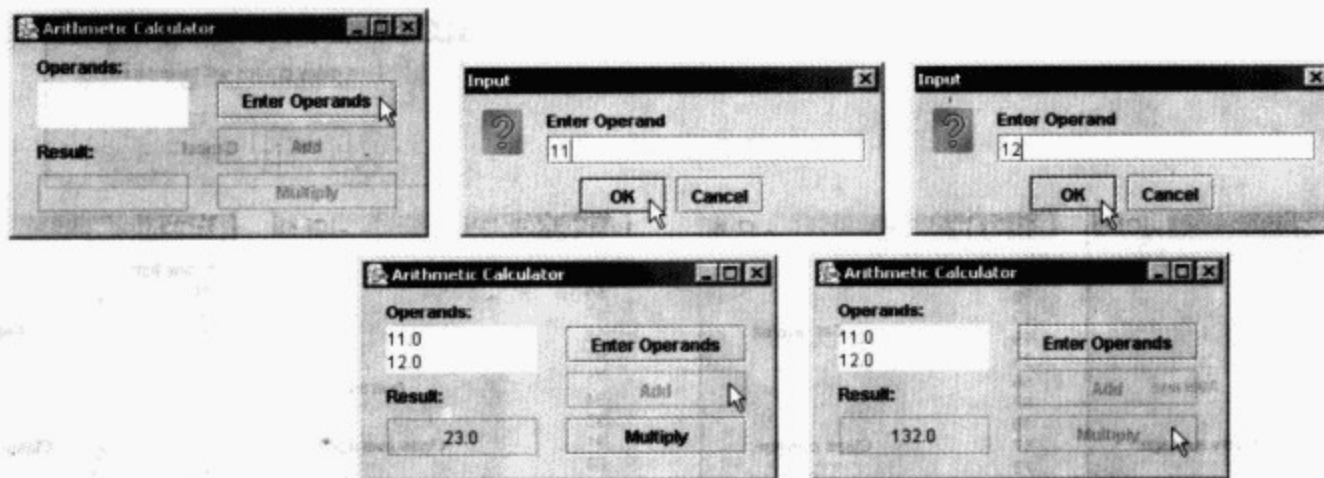 Arithmetic Calculator
Operands:
Enter Operands
Result:
Add
Multiply
Input
Enter Operand
11
OK
Cancel
Input
Enter Operand
12
OK
Cancel
Arithmetic Calculator
Operands:
11.0
12.0
Enter Operands
Add
Result:
23.0
Multiply
Arithmetic Calculator
Operands:
11.0
12.0
Enter Operands
Add
Result:
132.0
Multiply